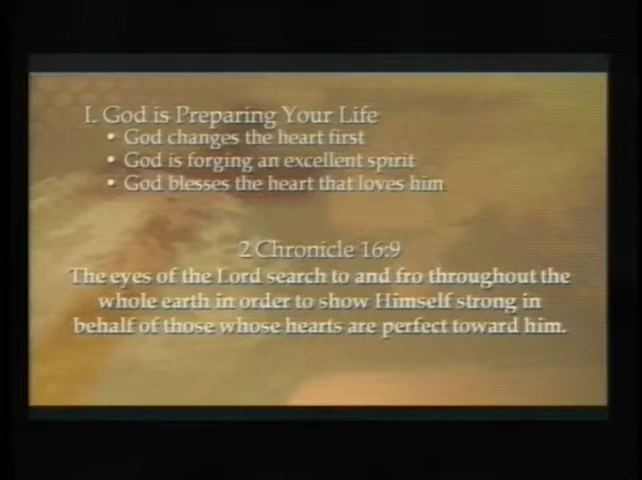 I. God is Preparing Your Life
• God changes the heart first
• God is forging an excellent spirit
• God blesses the heart that loves him
2 Chronicle 16:9
The eyes of the Lord search to and fro throughout the
whole earth in order to show Himself strong in
behalf of those whose hearts are perfect toward him.